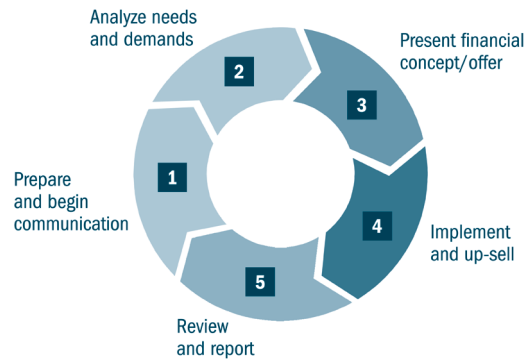 Analyze needs
and demands
2
Present financial
concept/offer
3
1
Prepare
and begin
communication
4
Implement
and up-sell
5
Review
and report